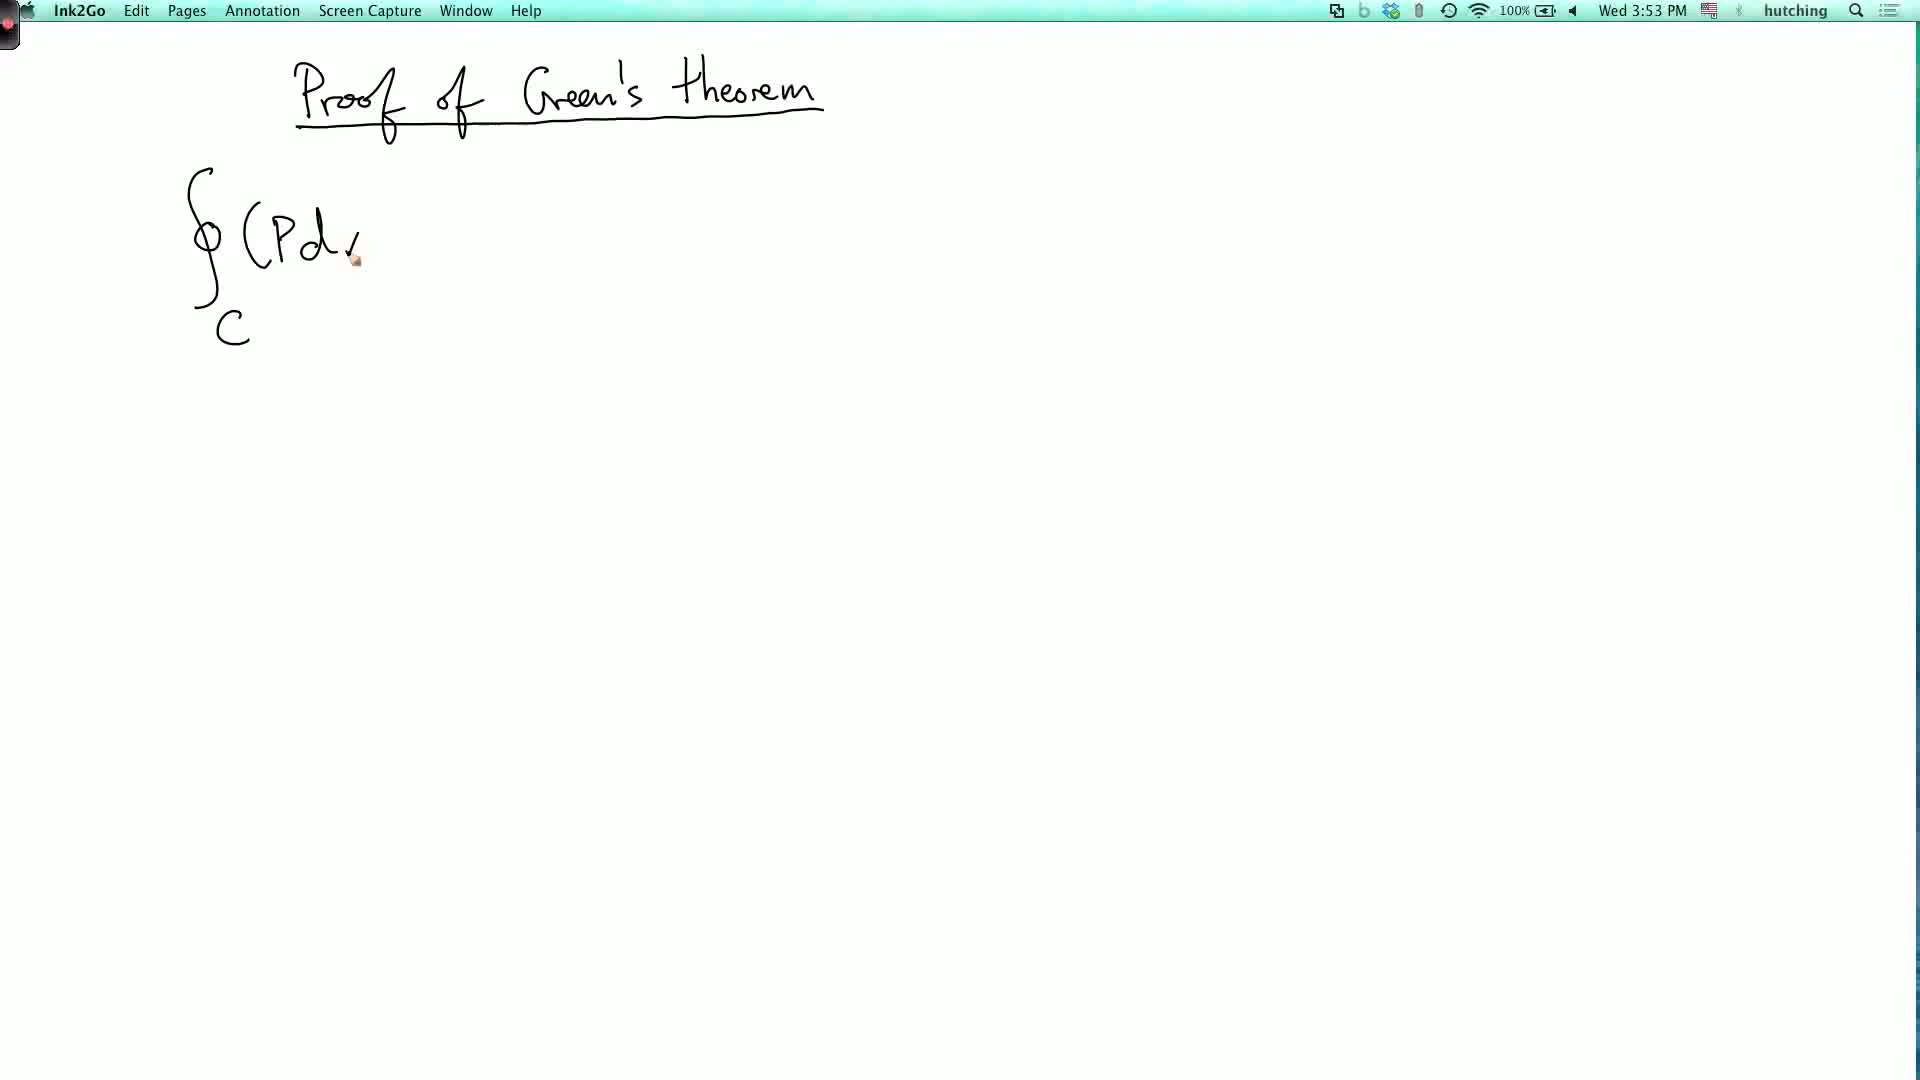 Ink2Go Edit Pages Annotation Screen Capture Window Help 100% Wed 3:53 PM hutching
Proof of Green's theorem
∮ (Pd
C